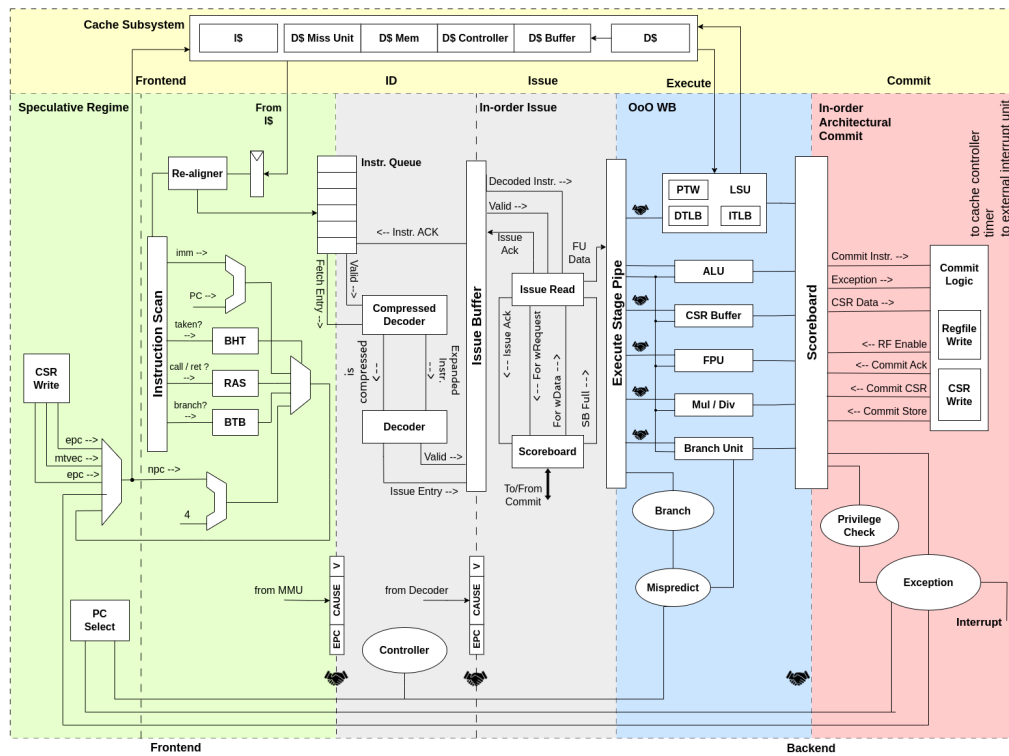 Cache Subsystem
I$
D$ Miss Unit
D$ Mem
D$ Controller
D$ Buffer
D$
Frontend
ID
Issue
Execute
Commit
Speculative Regime
From
I$
In-order Issue
OoO WB
In-order
Architectural
Commit
to cache controller
timer
to external interrupt unit
Re-aligner
Instr. Queue
Instruction Scan
imm -->
PC -->
taken?
-->
BHT
call / ret ?
-->
RAS
branch?
-->
BTB
CSR
Write
epc -->
mtvec -->
epc -->
npc -->
4
PC
Select
<-- Instr. ACK
Fetch Entry -->
Valid -->
Compressed
Decoder
is
compressed
-->
Expanded
Instr.
-->
Decoder
Valid -->
Issue Entry -->
from MMU
EPC
CAUSE
V
from Decoder
EPC
CAUSE
V
Controller
Issue Buffer
Decoded Instr. -->
Valid -->
Issue
Ack
FU
Data
Issue Read
<-- Issue Ack
<-- For wRequest
For wData -->
SB Full -->
Scoreboard
To/From
Commit
Execute Stage Pipe
PTW
LSU
DTLB
ITLB
ALU
CSR Buffer
FPU
Mul / Div
Branch Unit
Branch
Mispredict
Scoreboard
Commit Instr. -->
Exception -->
CSR Data -->
<-- RF Enable
<-- Commit Ack
<-- Commit CSR
<-- Commit Store
Commit
Logic
Regfile
Write
CSR
Write
Privilege
Check
Exception
Interrupt
Frontend
Backend